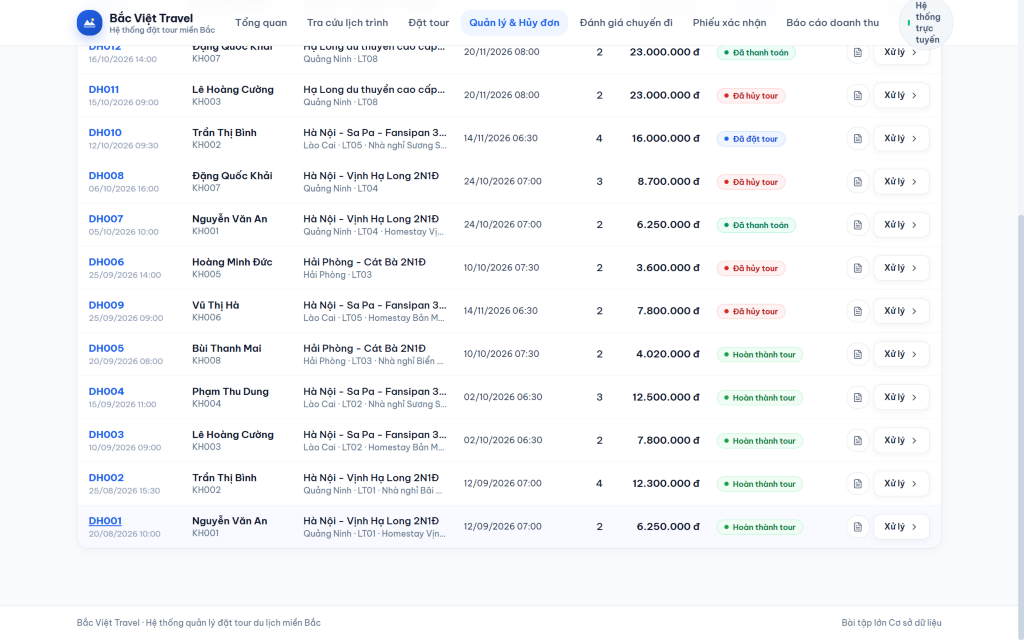 Bắc Việt Travel
Hệ thống đặt tour miền Bắc
Tổng quan
Tra cứu lịch trình
Đặt tour
Quản lý & Hủy đơn
Đánh giá chuyến đi
Phiếu xác nhận
Báo cáo doanh thu
Hệ
thống
trực
tuyến
DH012 Đặng Quốc Khải Hạ Long du thuyền cao cấp... 20/11/2026 08:00 2 23.000.000 đ Đã thanh toán Xử lý
16/10/2026 14:00 KH007 Quảng Ninh · LT08
DH011 Lê Hoàng Cường Hạ Long du thuyền cao cấp... 20/11/2026 08:00 2 23.000.000 đ Đã hủy tour Xử lý
15/10/2026 09:00 KH003 Quảng Ninh · LT08
DH010 Trần Thị Bình Hà Nội - Sa Pa - Fansipan 3... 14/11/2026 06:30 4 16.000.000 đ Đã đặt tour Xử lý
12/10/2026 09:30 KH002 Lào Cai · LT05 · Nhà nghỉ Sương S...
DH008 Đặng Quốc Khải Hà Nội - Vịnh Hạ Long 2N1Đ 24/10/2026 07:00 3 8.700.000 đ Đã hủy tour Xử lý
06/10/2026 16:00 KH007 Quảng Ninh · LT04
DH007 Nguyễn Văn An Hà Nội - Vịnh Hạ Long 2N1Đ 24/10/2026 07:00 2 6.250.000 đ Đã thanh toán Xử lý
05/10/2026 10:00 KH001 Quảng Ninh · LT04 · Homestay Vị...
DH006 Hoàng Minh Đức Hải Phòng - Cát Bà 2N1Đ 10/10/2026 07:30 2 3.600.000 đ Đã hủy tour Xử lý
25/09/2026 14:00 KH005 Hải Phòng · LT03
DH009 Vũ Thị Hà Hà Nội - Sa Pa - Fansipan 3... 14/11/2026 06:30 2 7.800.000 đ Đã hủy tour Xử lý
25/09/2026 09:00 KH006 Lào Cai · LT05 · Homestay Bản M...
DH005 Bùi Thanh Mai Hải Phòng - Cát Bà 2N1Đ 10/10/2026 07:30 2 4.020.000 đ Hoàn thành tour Xử lý
20/09/2026 08:00 KH008 Hải Phòng · LT03 · Nhà nghỉ Biển ...
DH004 Phạm Thu Dung Hà Nội - Sa Pa - Fansipan 3... 02/10/2026 06:30 3 12.500.000 đ Hoàn thành tour Xử lý
15/09/2026 11:00 KH004 Lào Cai · LT02 · Nhà nghỉ Sương S...
DH003 Lê Hoàng Cường Hà Nội - Sa Pa - Fansipan 3... 02/10/2026 06:30 2 7.800.000 đ Hoàn thành tour Xử lý
10/09/2026 09:00 KH003 Lào Cai · LT02 · Homestay Bản M...
DH002 Trần Thị Bình Hà Nội - Vịnh Hạ Long 2N1Đ 12/09/2026 07:00 4 12.300.000 đ Hoàn thành tour Xử lý
25/08/2026 15:30 KH002 Quảng Ninh · LT01 · Nhà nghỉ Bãi ...
DH001 Nguyễn Văn An Hà Nội - Vịnh Hạ Long 2N1Đ 12/09/2026 07:00 2 6.250.000 đ Hoàn thành tour Xử lý
20/08/2026 10:00 KH001 Quảng Ninh · LT01 · Homestay Vịn...
Bắc Việt Travel · Hệ thống quản lý đặt tour du lịch miền Bắc
Bài tập lớn Cơ sở dữ liệu